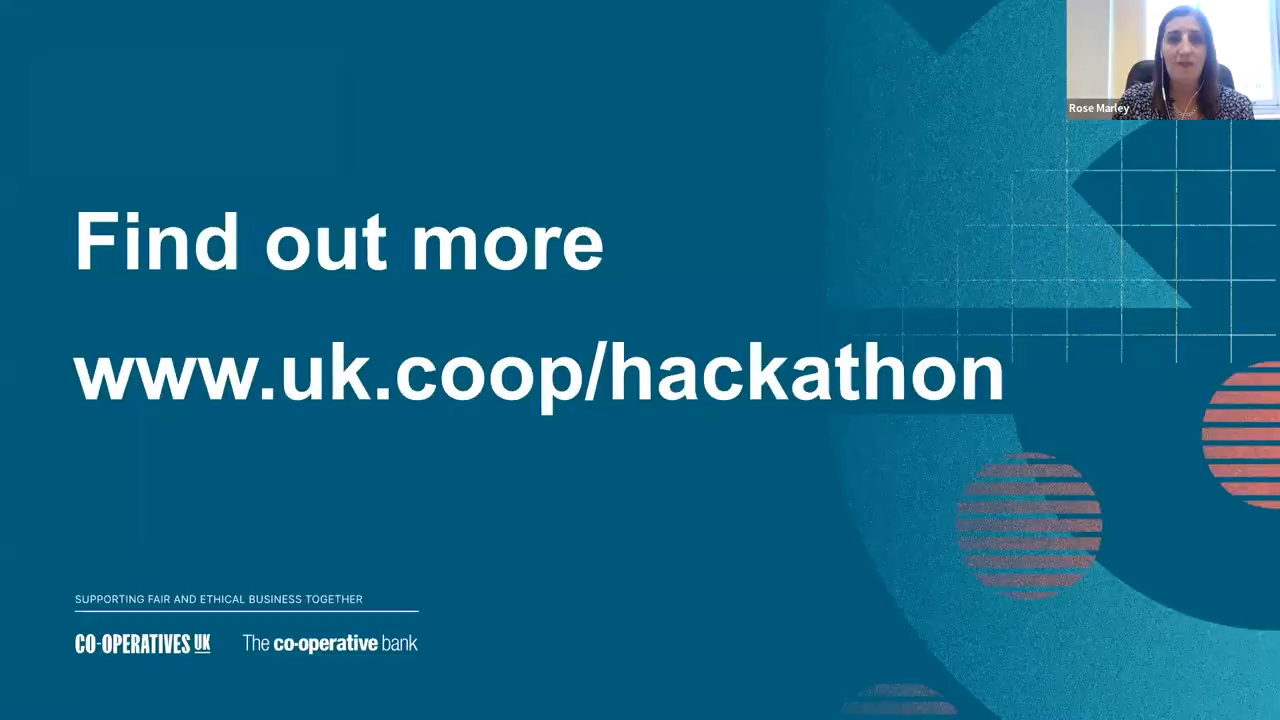 Rose Marley
Find out more
www.uk.coop/hackathon
SUPPORTING FAIR AND ETHICAL BUSINESS TOGETHER
CO-OPERATIVES UK
The co-operative bank